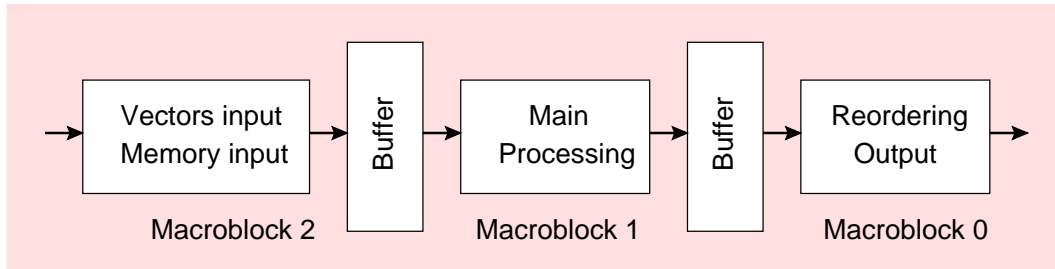 Vectors input
Memory input
Buffer
Main
Processing
Buffer
Reordering
Output
Macroblock 2
Macroblock 1
Macroblock 0